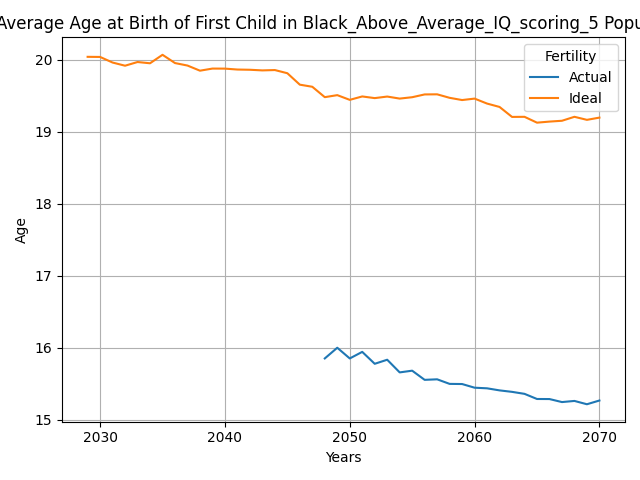 Average Age at Birth of First Child in Black_Above_Average_IQ_scoring_5 Popu
Fertility
Actual
Ideal
20
19
18
17
16
15
Age
2030 2040 2050 2060 2070
Years